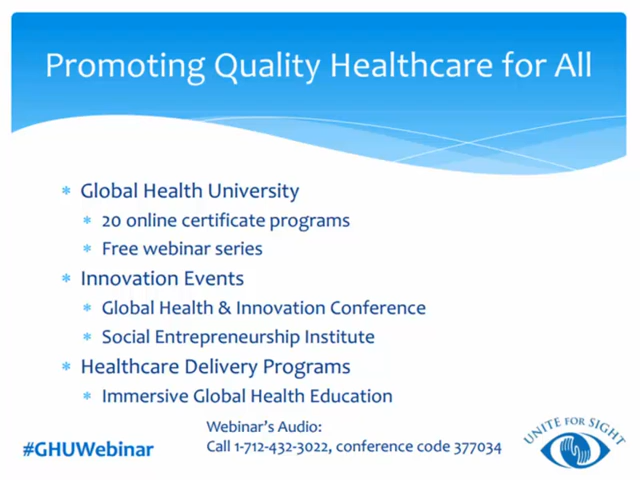 Promoting Quality Healthcare for All
* Global Health University
* 20 online certificate programs
* Free webinar series
* Innovation Events
* Global Health & Innovation Conference
* Social Entrepreneurship Institute
* Healthcare Delivery Programs
* Immersive Global Health Education
Webinar's Audio:
Call 1-712-432-3022, conference code 377034
#GHUWebinar
UNITE FOR SIGHT